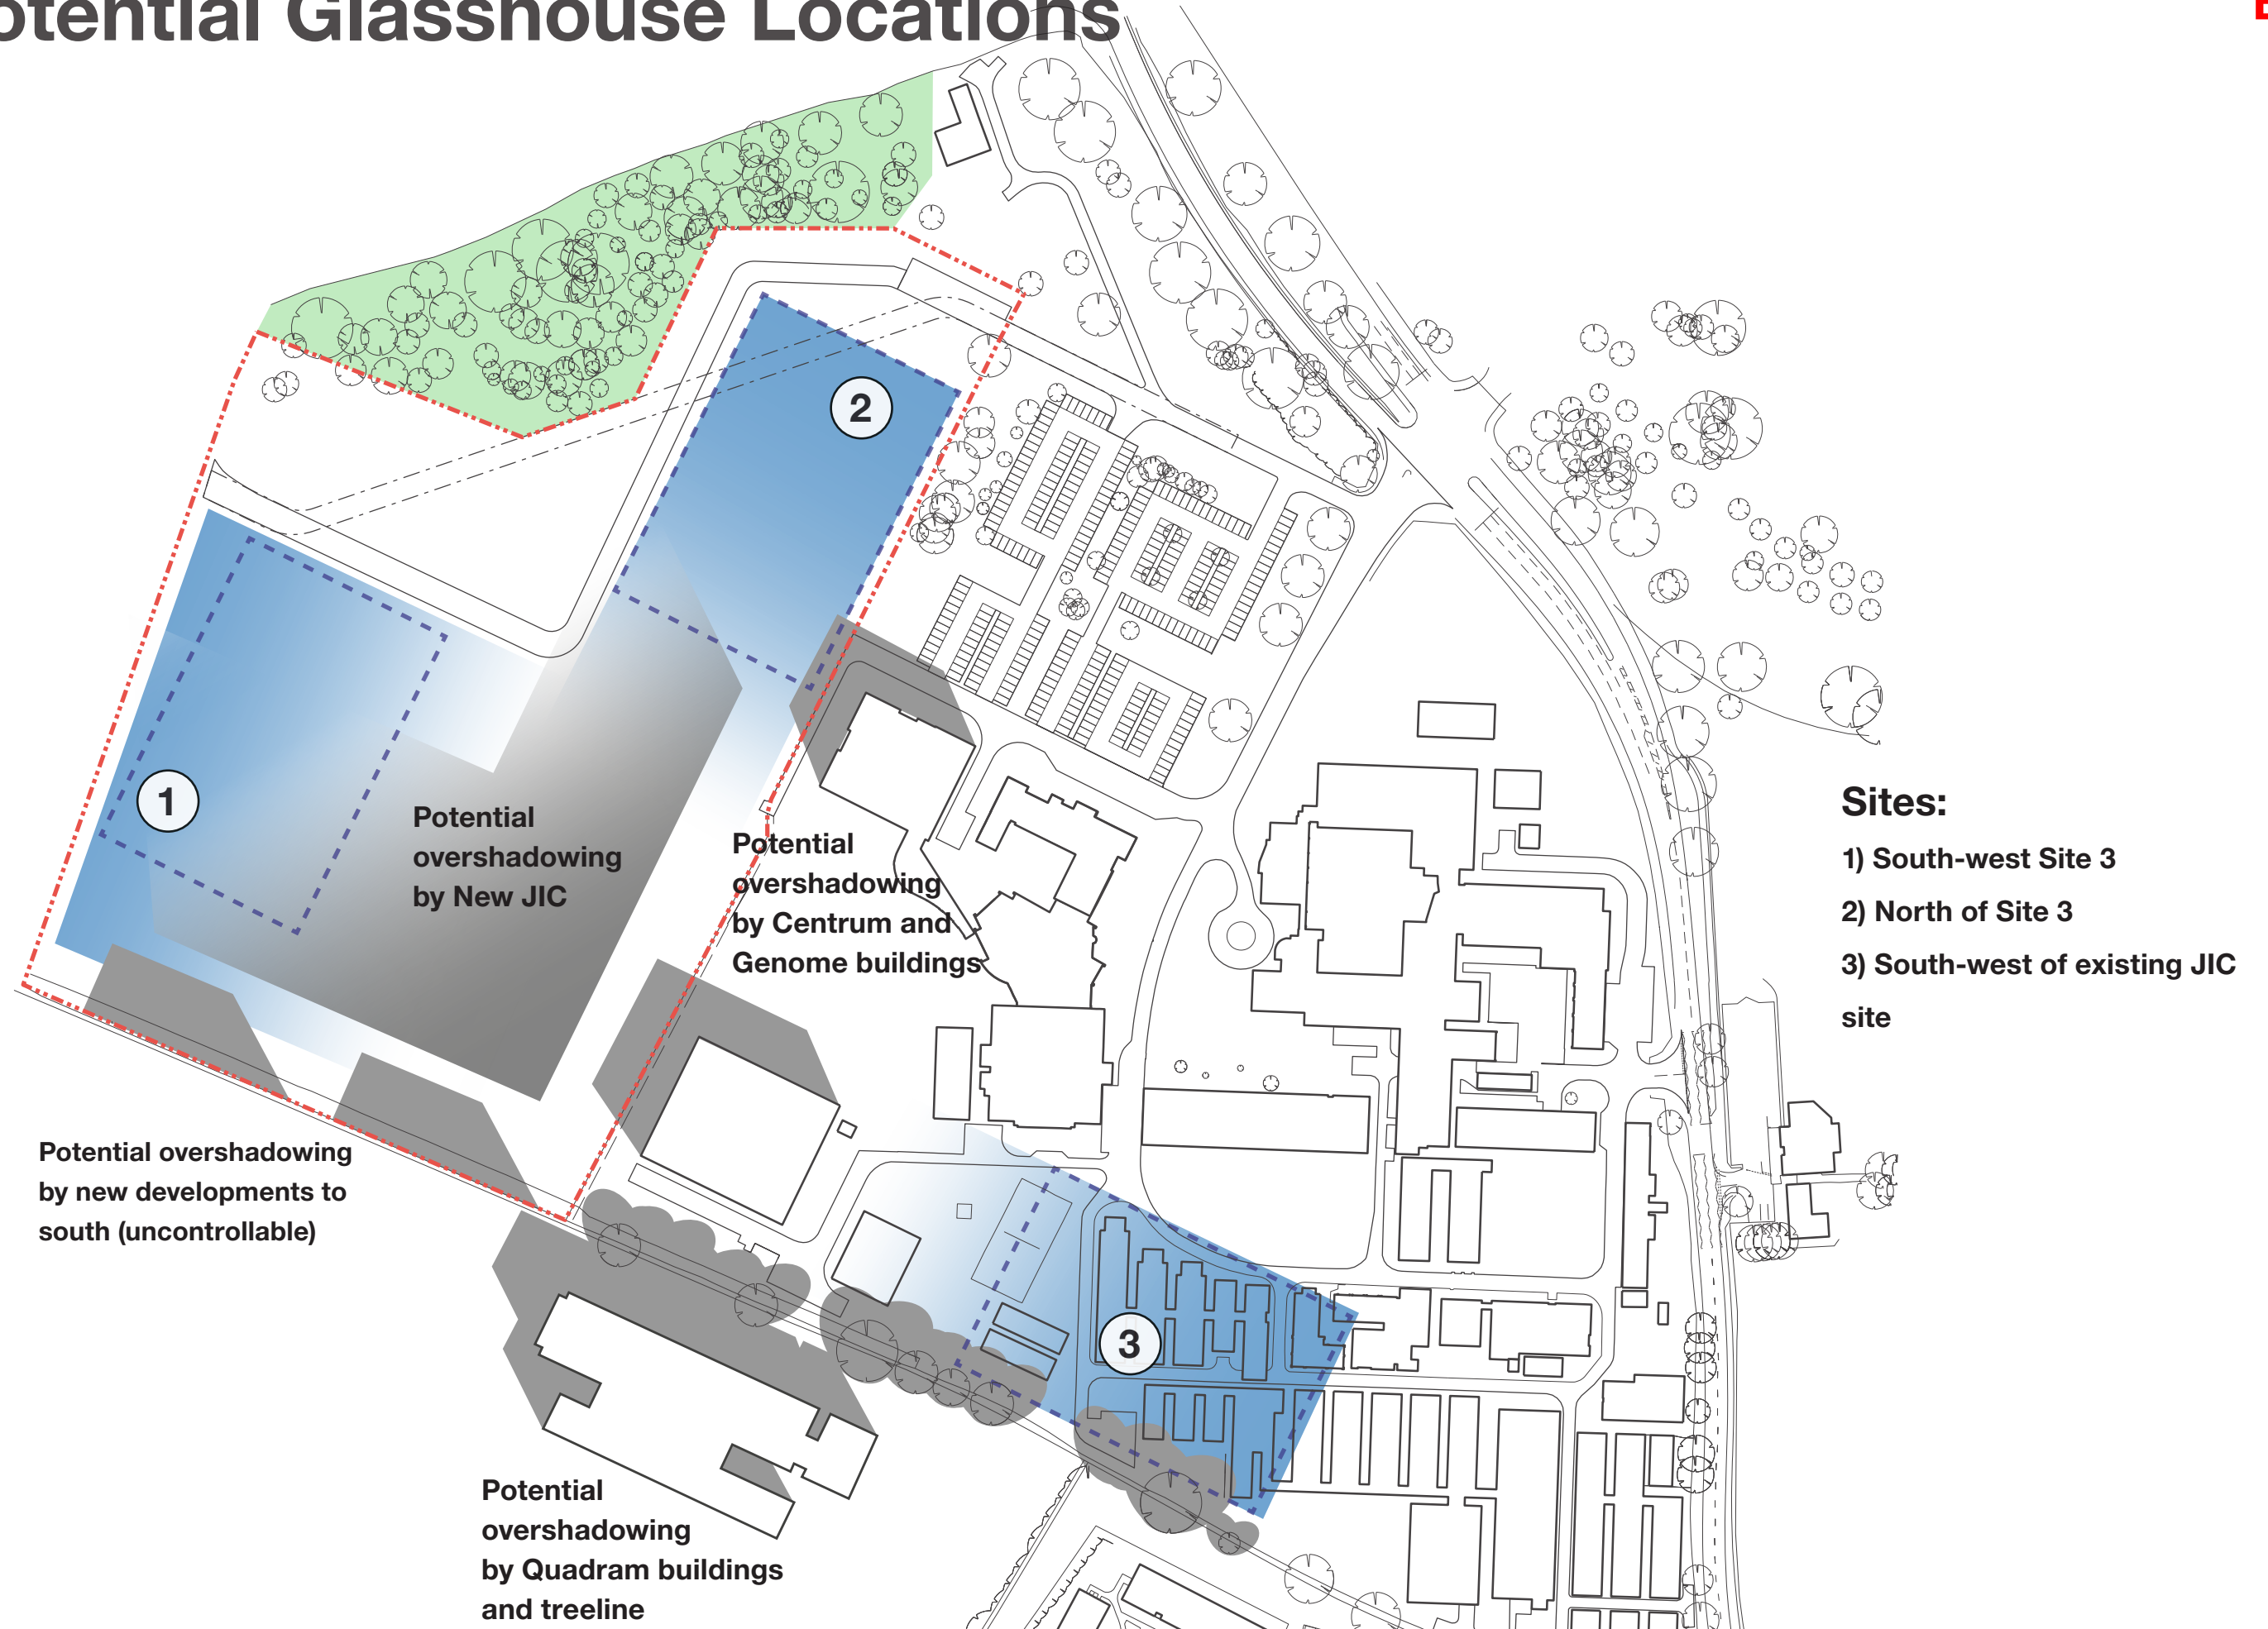 otential Glasshouse Locations
2
1
Potential
overshadowing
by New JIC
Potential
overshadowing
by Centrum and
Genome buildings
Sites:
1) South-west Site 3
2) North of Site 3
3) South-west of existing JIC
site
Potential overshadowing
by new developments to
south (uncontrollable)
3
Potential
overshadowing
by Quadram buildings
and treeline